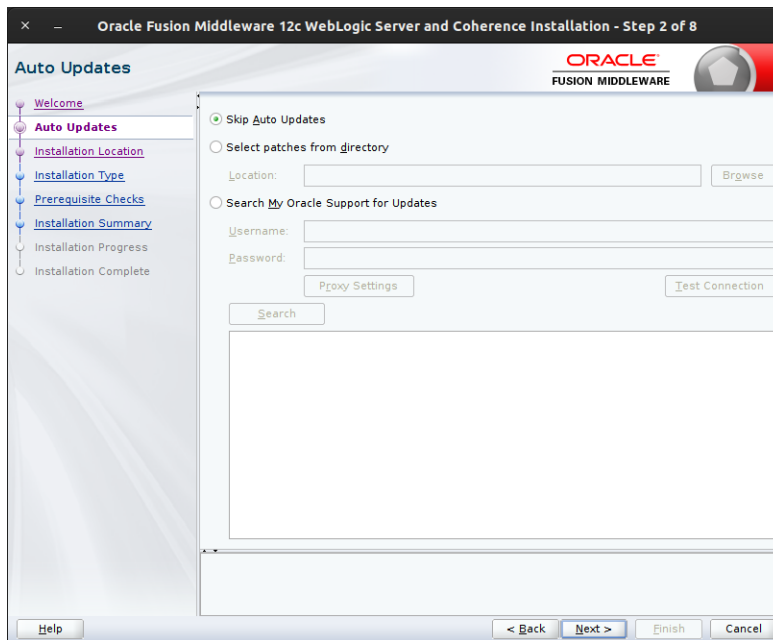 Oracle Fusion Middleware 12c WebLogic Server and Coherence Installation - Step 2 of 8
Auto Updates
ORACLE
FUSION MIDDLEWARE
Welcome
Auto Updates
Installation Location
Installation Type
Prerequisite Checks
Installation Summary
Installation Progress
Installation Complete
Skip Auto Updates
Select patches from directory
Location:
Browse
Search My Oracle Support for Updates
Username:
Password:
Proxy Settings
Test Connection
Search
Help
< Back
Next >
Finish
Cancel